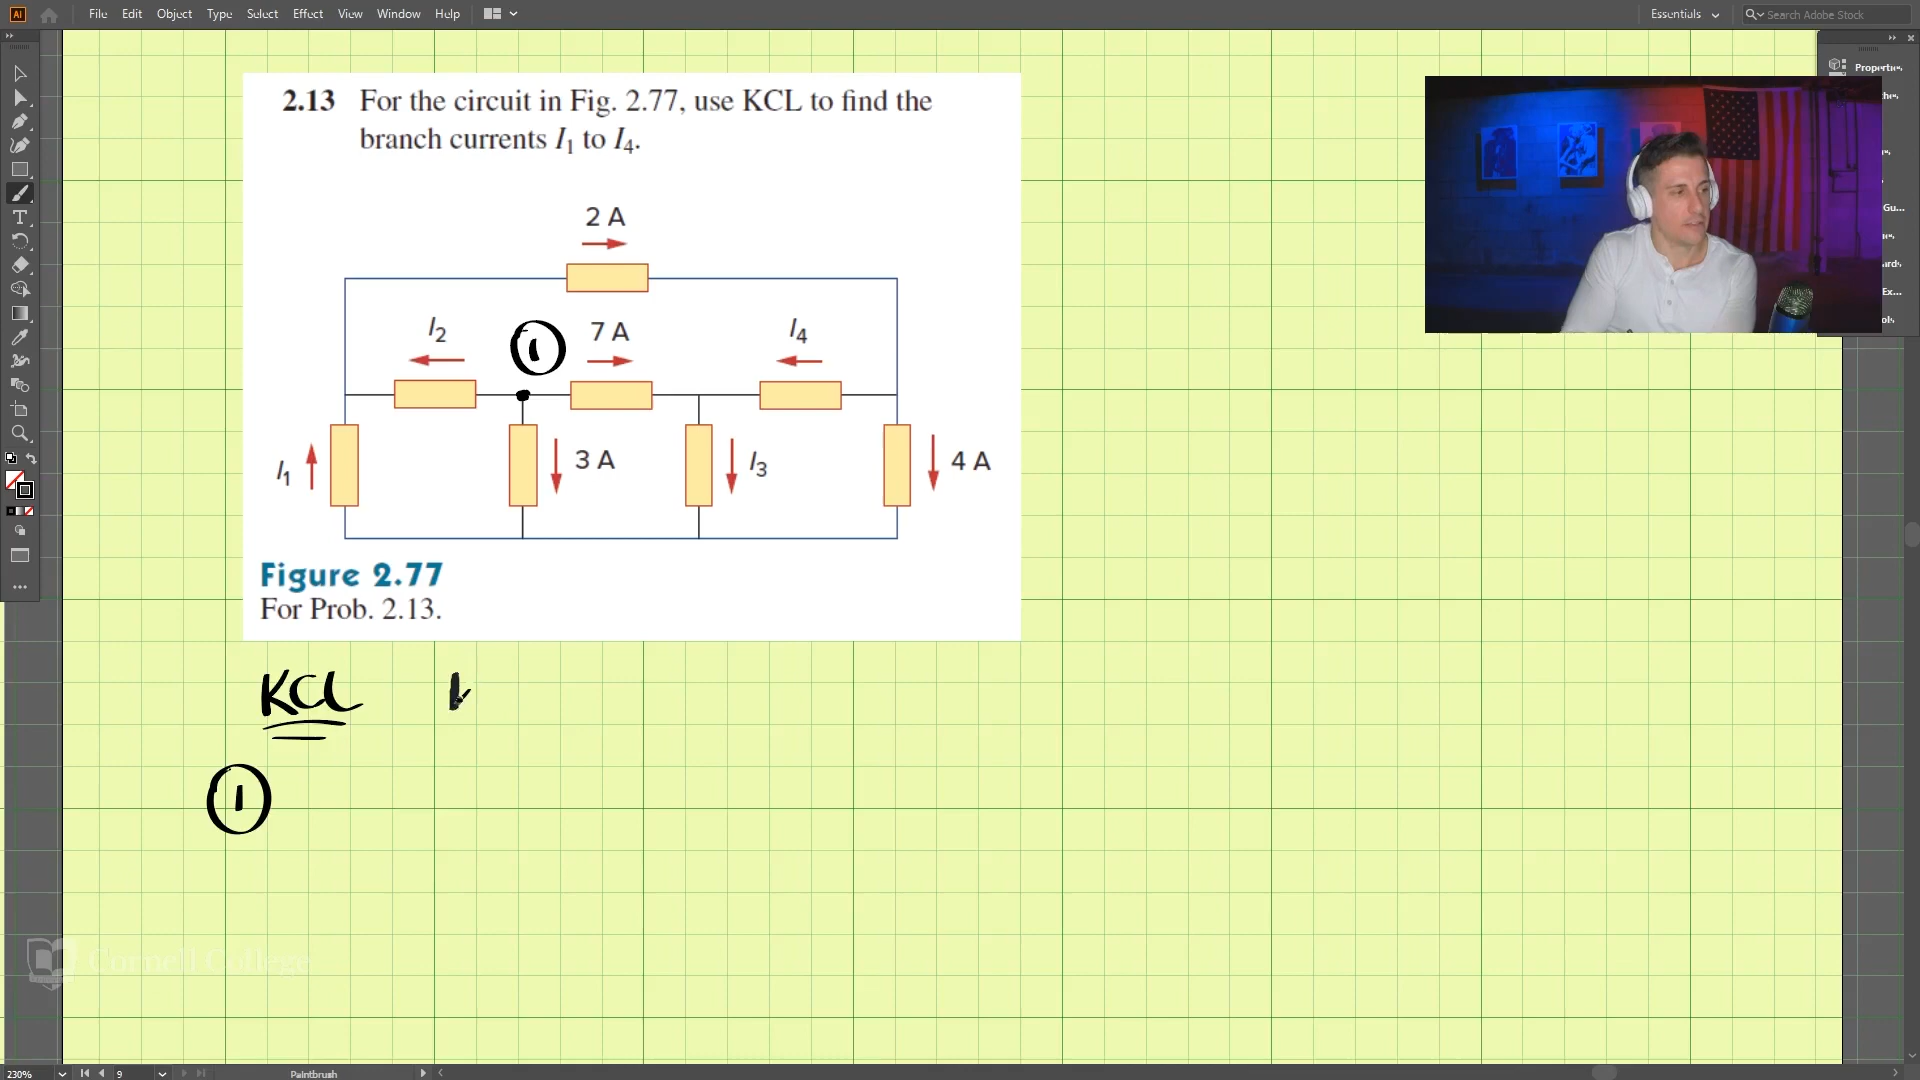 File Edit Object Type Select Effect View Window Help
Essentials
Search Adobe Stock
Properties
2.13 For the circuit in Fig. 2.77, use KCL to find the
branch currents I1 to I4.
2 A
I2 7 A I4
1
I1 3 A I3 4 A
Figure 2.77
For Prob. 2.13.
KCL
1
Cornell College
230% 9 Paintbrush